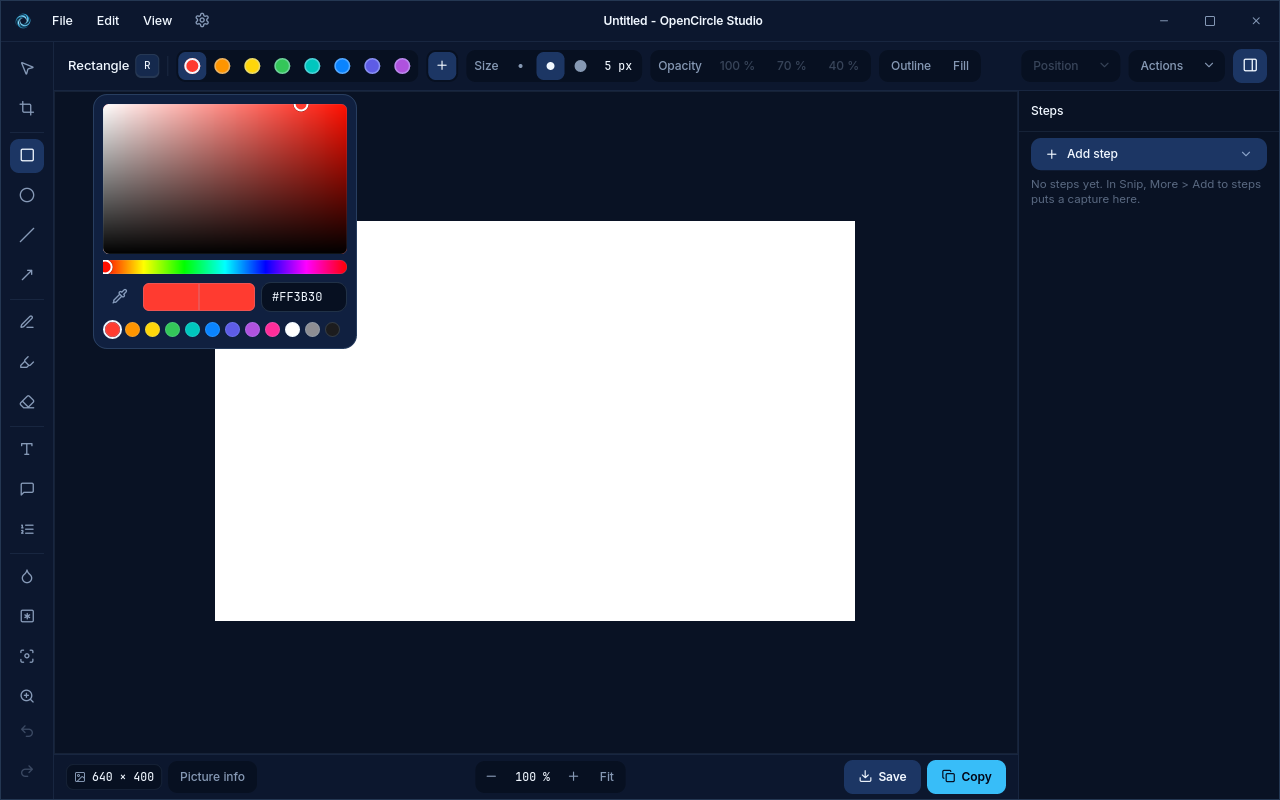 File Edit View
Untitled - OpenCircle Studio
Rectangle R
Size 5 px
Opacity 100 % 70 % 40 %
Outline Fill
Position
Actions
Steps
Add step
No steps yet. In Snip, More > Add to steps
puts a capture here.
#FF3B30
640 × 400
Picture info
100 %
Fit
Save
Copy